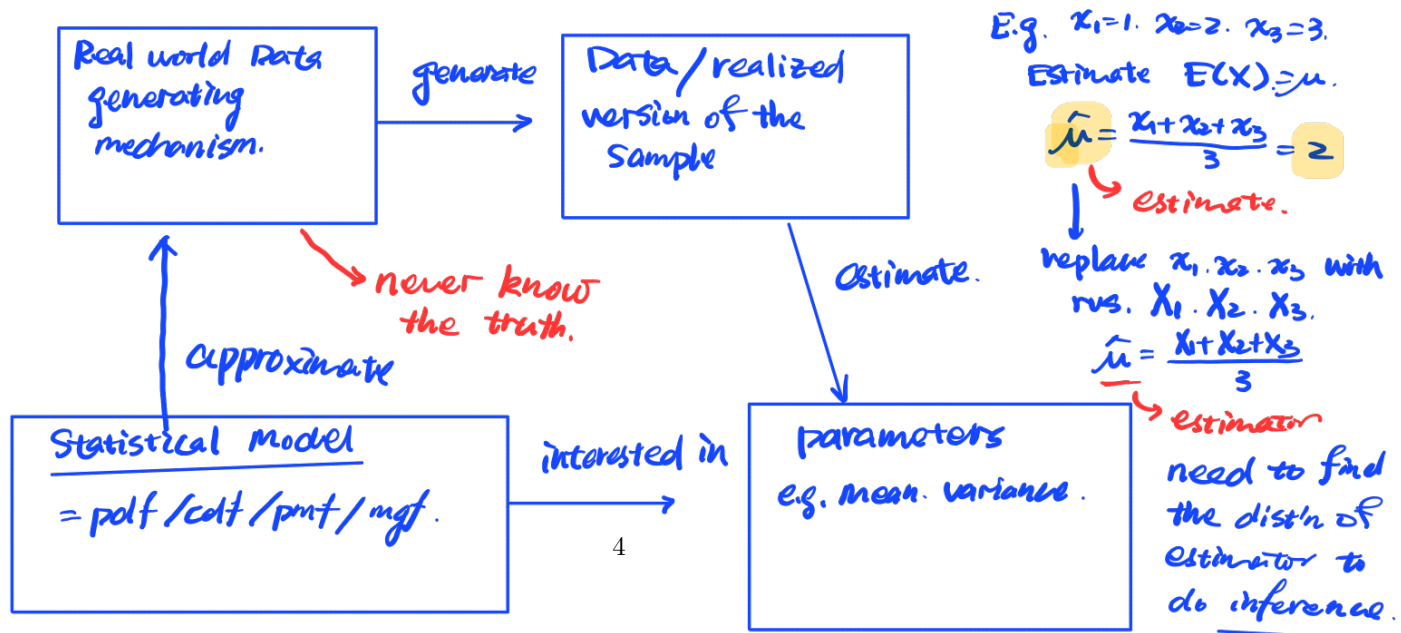 Real world Data
generating
mechanism.
generate
Data/realized
version of the
sample
never know
the truth.
approximate
estimate.
Statistical Model
= pdf/cdf/pmf/mgf.
interested in
parameters
e.g. mean. variance.
4
E.g. x₁=1. x₂=2. x₃=3.
Estimate E(X)=μ.
μ̂ = (x₁+x₂+x₃)/3 = 2
estimate.
replace x₁.x₂.x₃ with
rvs. X₁.X₂.X₃.
μ̂ = (X₁+X₂+X₃)/3
estimator
need to find
the dist'n of
estimator to
do inference.